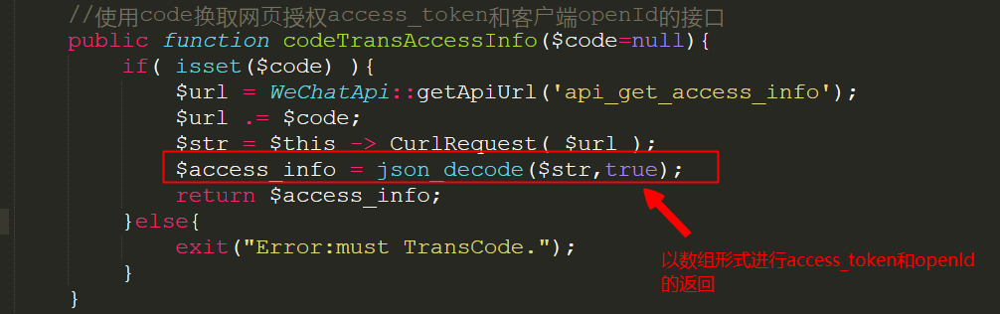 //使用code换取网页授权access_token和客户端openId的接口
public function codeTransAccessInfo($code=null){
if( isset($code) ){
$url = WeChatApi::getApiUrl('api_get_access_info');
$url .= $code;
$str = $this -> CurlRequest( $url );
$access_info = json_decode($str,true);
return $access_info;
}else{
exit("Error:must TransCode.");
}
}
以数组形式进行access_token和openId
的返回